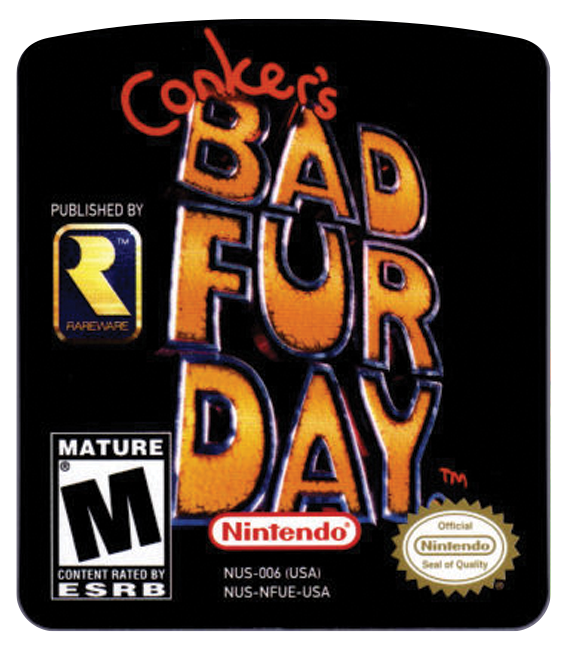 Conker's
BAD
FUR
DAY
™
PUBLISHED BY
R
™
RAREWARE
MATURE
®
M
CONTENT RATED BY
ESRB
Nintendo®
NUS-006 (USA)
NUS-NFUE-USA
Official
Nintendo
Seal of Quality
®